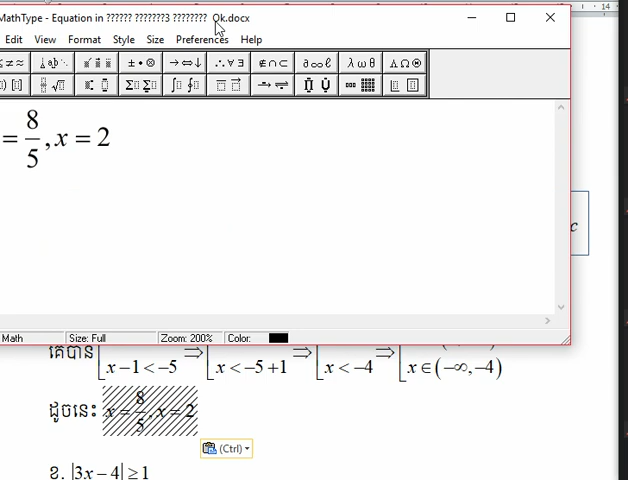 MathType - Equation in ?????? ???????3 ???????? Ok.docx
14
Edit View Format Style Size Preferences Help
= 8/5, x = 2
c
Math Size: Full Zoom: 200% Color:
គេបាន [x − 1 < −5 ⇒ [x < −5 + 1 ⇒ [x < −4 ⇒ [x ∈ (−∞, −4)
ដូចនេះ x = 8/5, x = 2
(Ctrl)
ខ. |3x − 4| ≥ 1